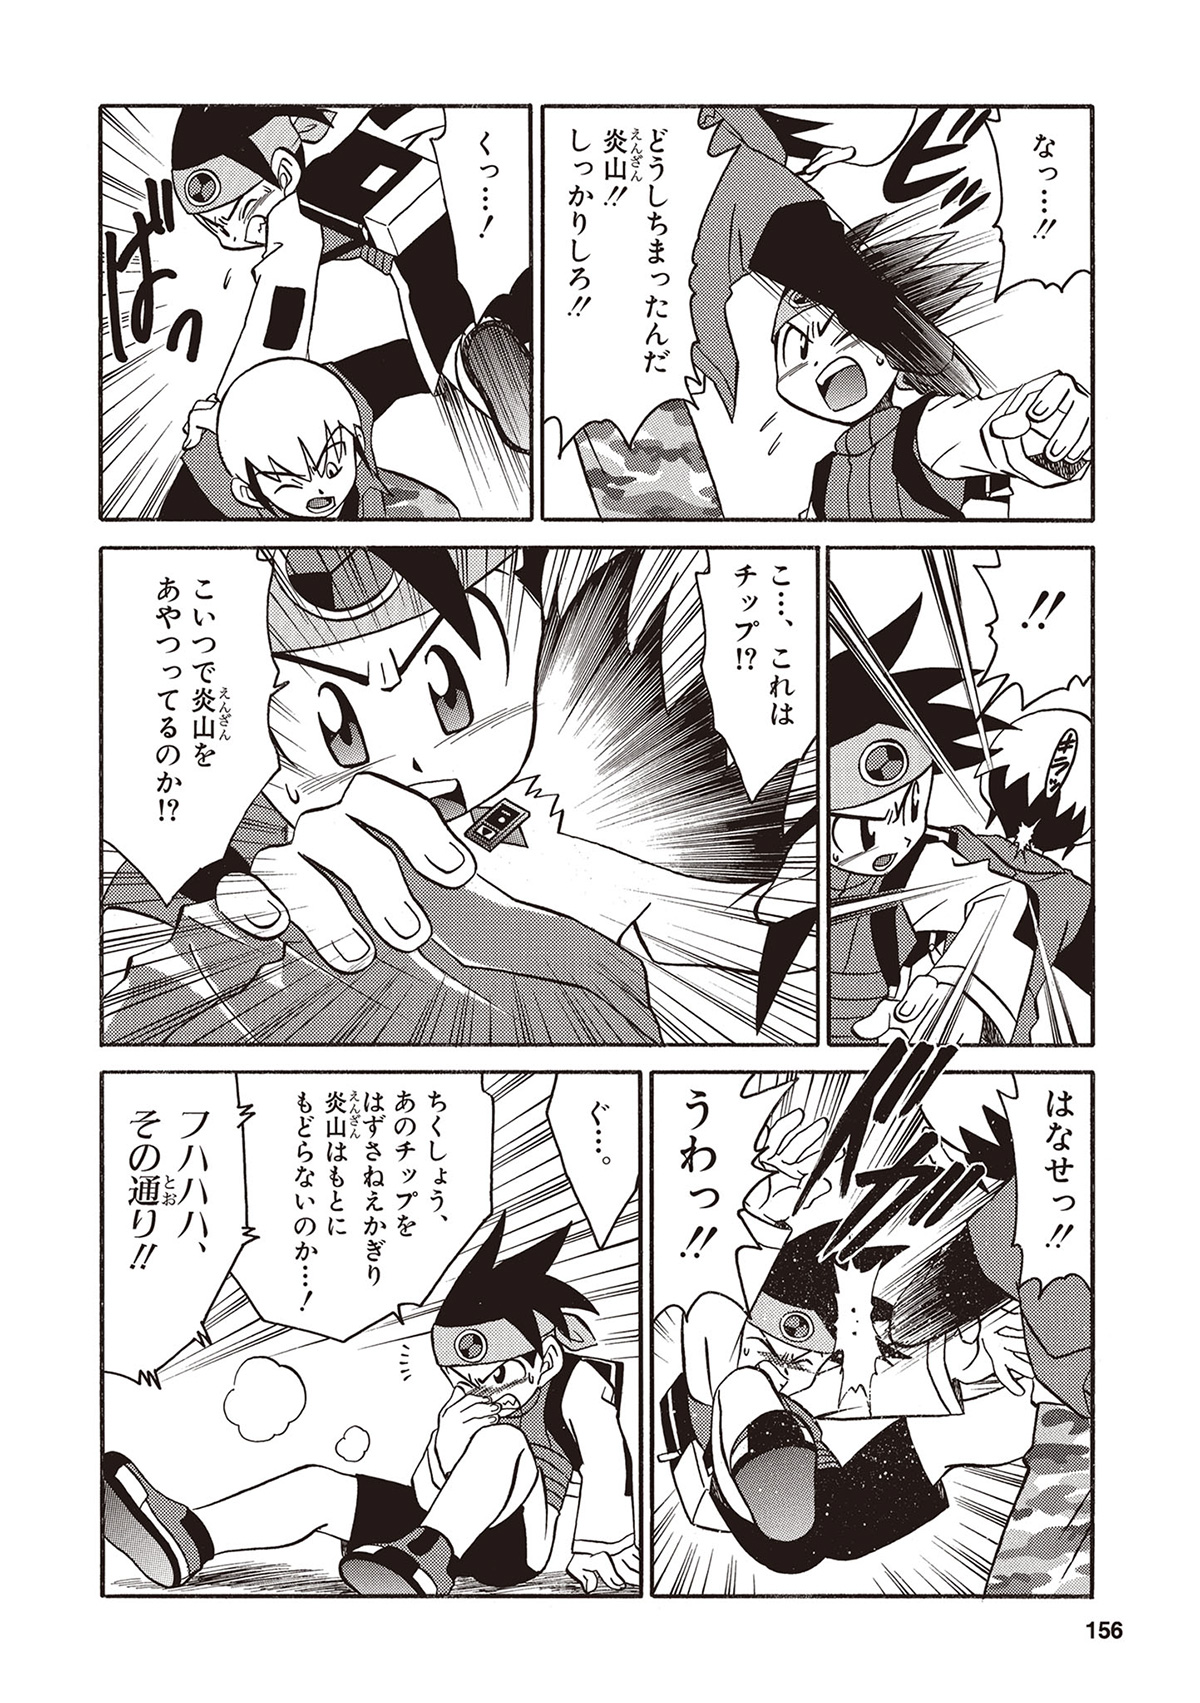 なっ…!!
ビッ
どうしちまったんだ
炎山!!
えんざん
しっかりしろ!!
くっ…!
ばっ
!!
キラッ
こ…、これは
チップ!?
こいつで炎山を
えんざん
あやつってるのか!?
はなせっ!!
うわっ!!
ぐ…。
ちくしょう、
あのチップを
はずさねえかぎり
炎山はもとに
えんざん
もどらないのか…!
フハハハ、
その通り!!
とお
156